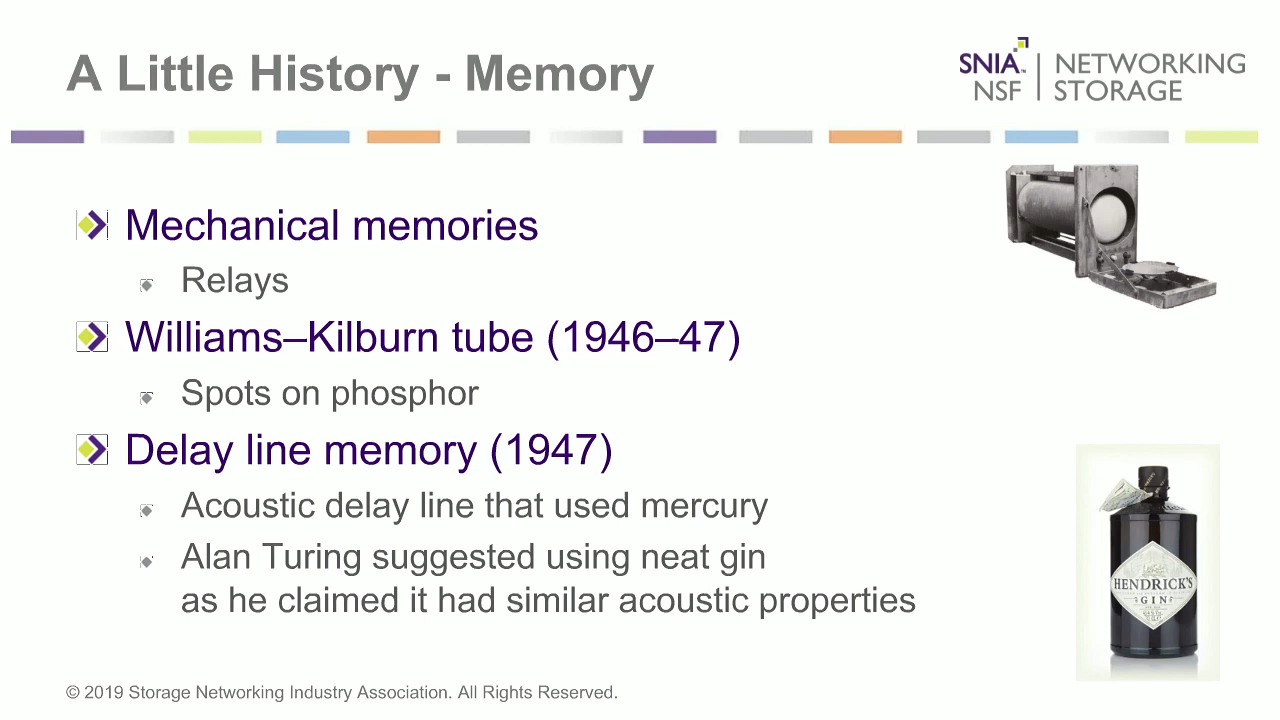 A Little History - Memory
SNIA
NSF
NETWORKING
STORAGE
Mechanical memories
Relays
Williams–Kilburn tube (1946–47)
Spots on phosphor
Delay line memory (1947)
Acoustic delay line that used mercury
Alan Turing suggested using neat gin
as he claimed it had similar acoustic properties
HENDRICK'S
GIN
© 2019 Storage Networking Industry Association. All Rights Reserved.